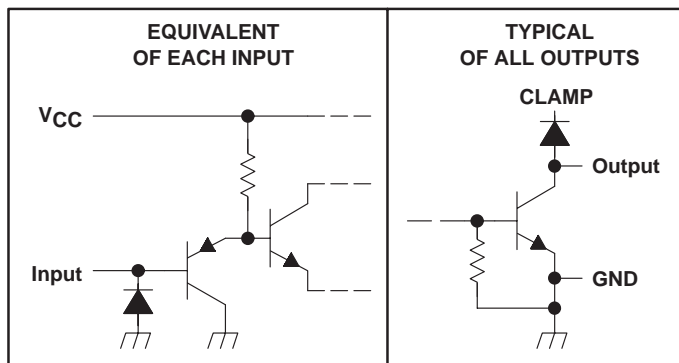 EQUIVALENT
OF EACH INPUT
VCC
Input
TYPICAL
OF ALL OUTPUTS
CLAMP
Output
GND